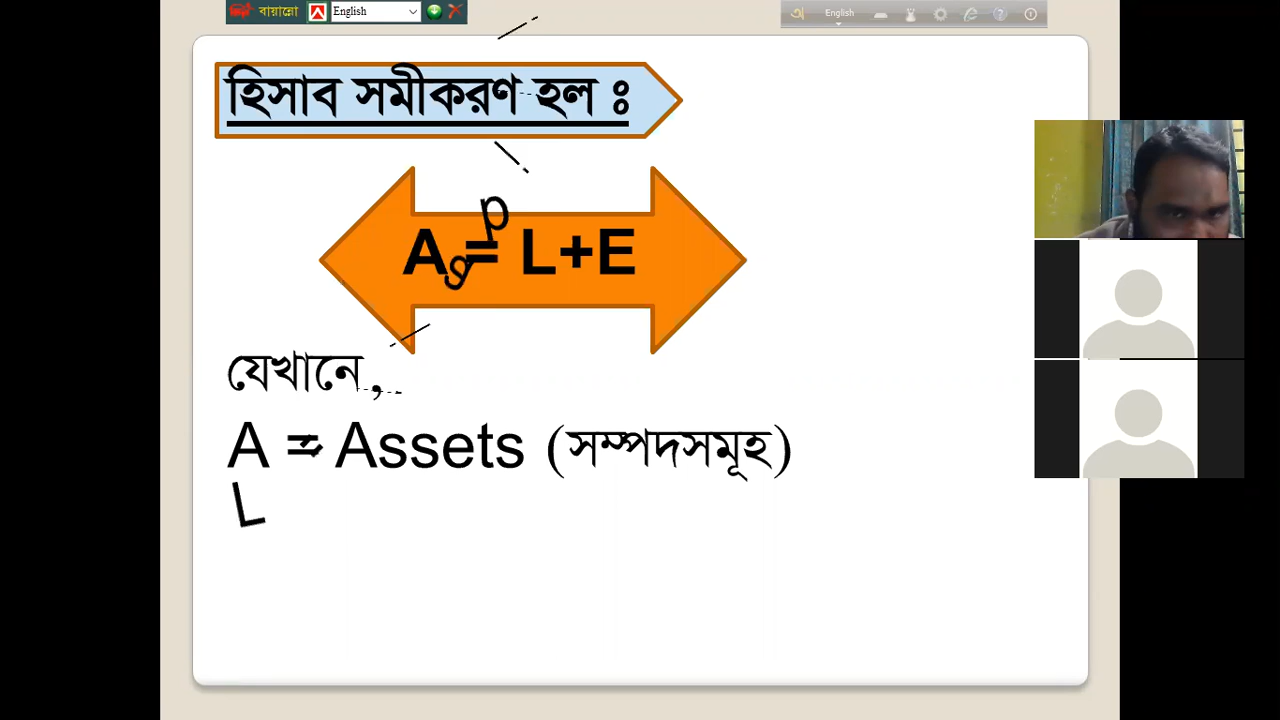 বায়ান্নো English
English
হিসাব সমীকরণ হল ঃ
A = L+E
যেখানে,
A = Assets (সম্পদসমূহ)
L